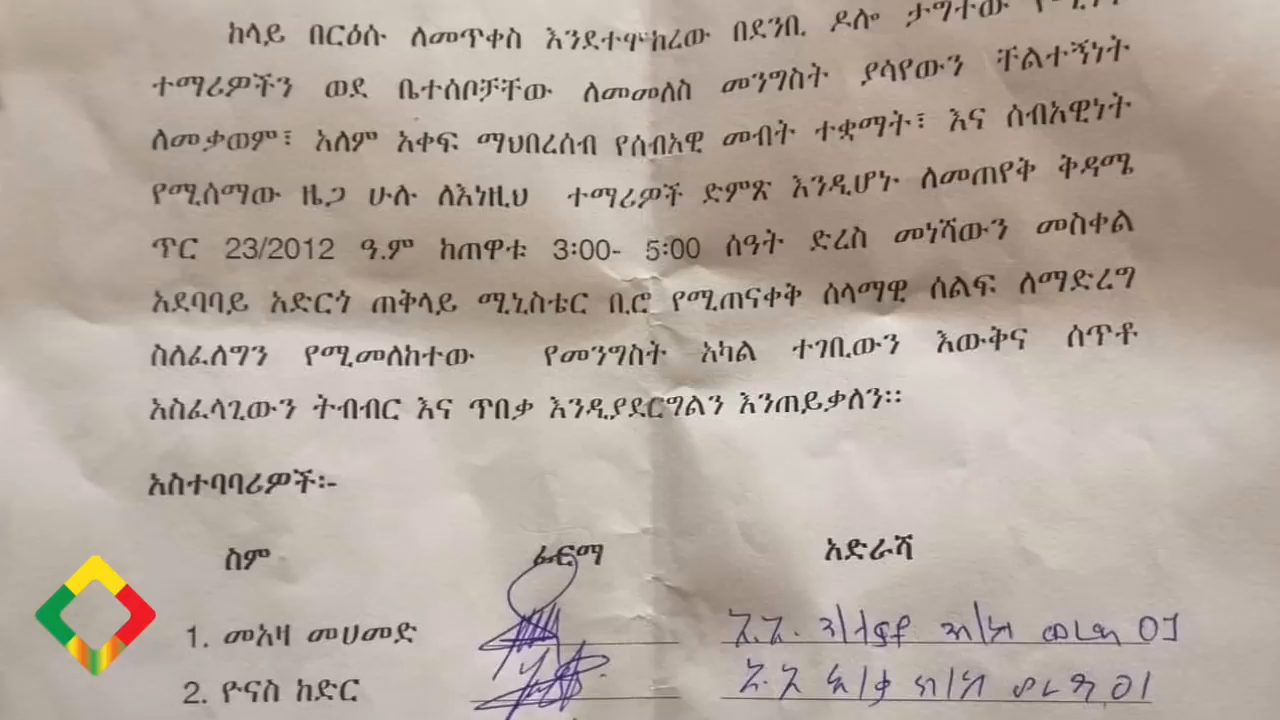 ከላይ በርዕሱ ለመጥቀስ እንደተሞከረው በደንቢ ዶሎ ታግተው
ተማሪዎችን ወደ ቤተሰቦቻቸው ለመመለስ መንግስት ያሳየውን ቸልተኝነት
ለመቃወም፣ አለም አቀፍ ማህበረሰብ የሰብአዊ መብት ተቋማት፣ እና ሰብአዊነት
የሚሰማው ዜጋ ሁሉ ለእነዚህ ተማሪዎች ድምጽ እንዲሆኑ ለመጠየቅ ቅዳሜ
ጥር 23/2012 ዓ.ም ከጠዋቱ 3፡00- 5፡00 ሰዓት ድረስ መነሻውን መስቀል
አደባባይ አድርጎ ጠቅላይ ሚኒስቴር ቢሮ የሚጠናቀቅ ሰላማዊ ሰልፍ ለማድረግ
ስለፈለግን የሚመለከተው የመንግስት አካል ተገቢውን እውቅና ሰጥቶ
አስፈላጊውን ትብብር እና ጥበቃ እንዲያደርግልን እንጠይቃለን።
አስተባባሪዎች፡-
ስም ፊርማ አድራሻ
1. መአዛ መሀመድ
2. ዮናስ ከድር